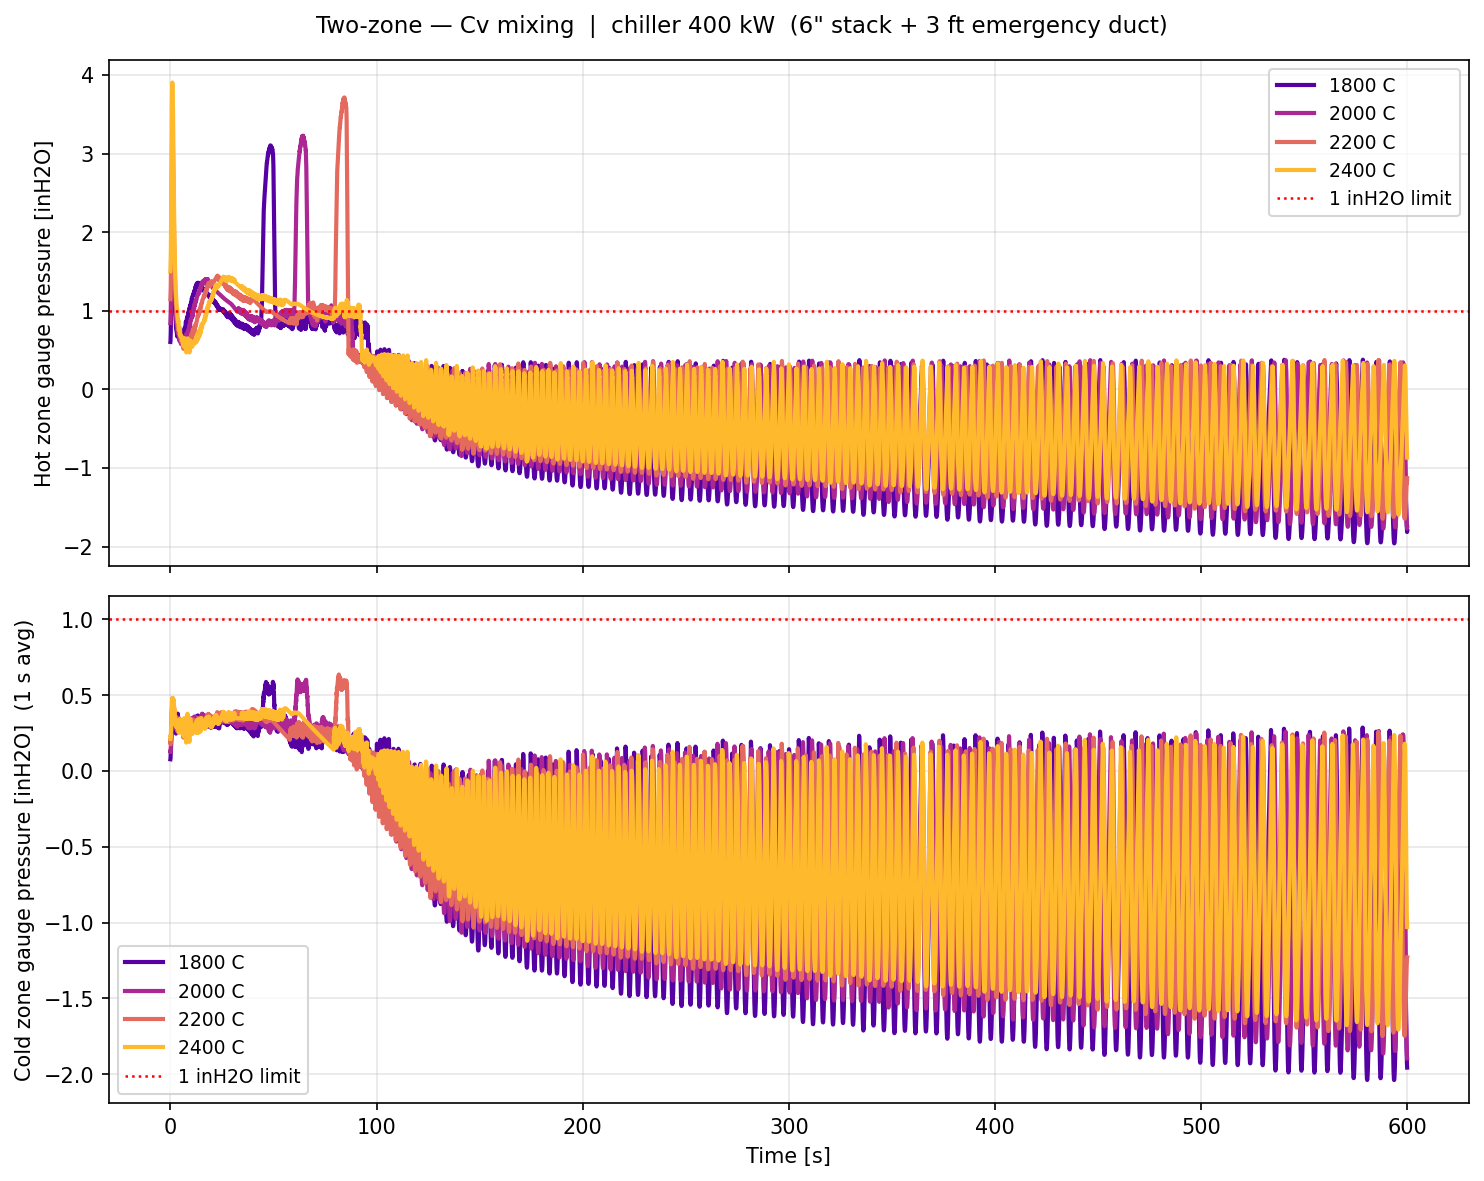 Two-zone — Cv mixing | chiller 400 kW (6" stack + 3 ft emergency duct)
Hot zone gauge pressure [inH2O]
4
3
2
1
0
−1
−2
1800 C
2000 C
2200 C
2400 C
1 inH2O limit
Cold zone gauge pressure [inH2O] (1 s avg)
1.0
0.5
0.0
−0.5
−1.0
−1.5
−2.0
1800 C
2000 C
2200 C
2400 C
1 inH2O limit
0 100 200 300 400 500 600
Time [s]